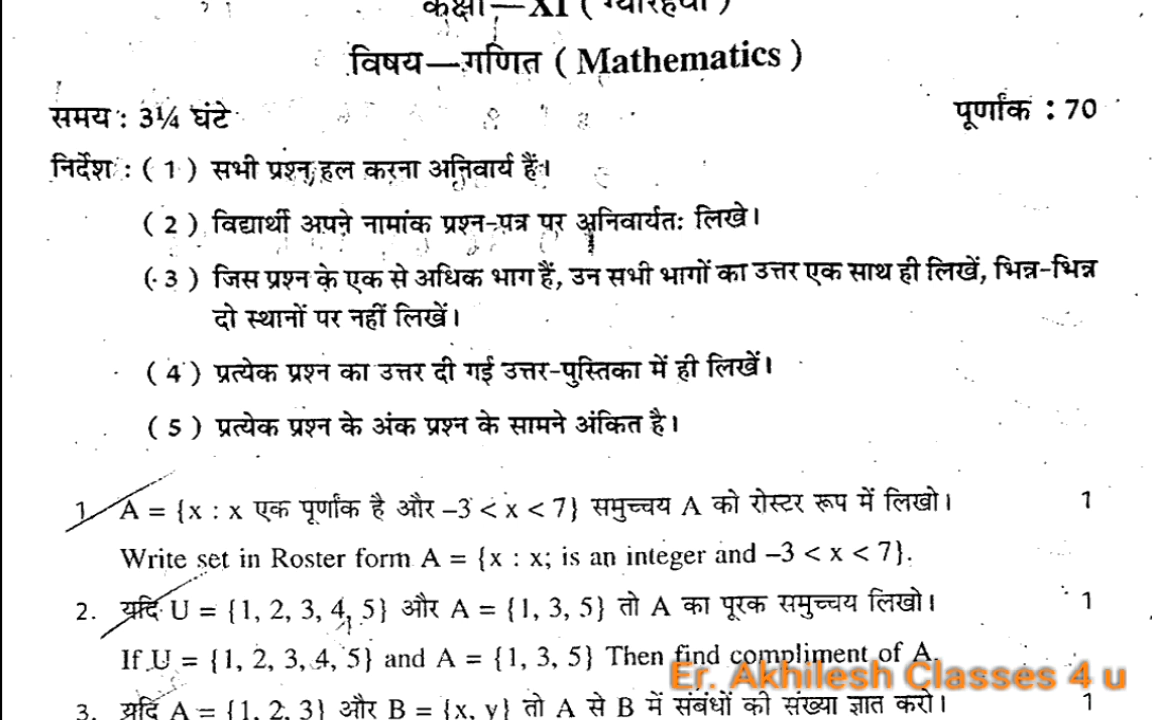 कक्षा—XI ( ग्यारहवीं )
विषय—गणित ( Mathematics )
समय : 3¼ घंटे
पूर्णांक : 70
निर्देश : ( 1 ) सभी प्रश्न हल करना अनिवार्य हैं।
( 2 ) विद्यार्थी अपने नामांक प्रश्न-पत्र पर अनिवार्यतः लिखे।
( 3 ) जिस प्रश्न के एक से अधिक भाग हैं, उन सभी भागों का उत्तर एक साथ ही लिखें, भिन्न-भिन्न
दो स्थानों पर नहीं लिखें।
( 4 ) प्रत्येक प्रश्न का उत्तर दी गई उत्तर-पुस्तिका में ही लिखें।
( 5 ) प्रत्येक प्रश्न के अंक प्रश्न के सामने अंकित है।
1. A = {x : x एक पूर्णांक है और –3 < x < 7} समुच्चय A को रोस्टर रूप में लिखो। 1
Write set in Roster form A = {x : x; is an integer and –3 < x < 7}.
2. यदि U = {1, 2, 3, 4, 5} और A = {1, 3, 5} तो A का पूरक समुच्चय लिखो। 1
If U = {1, 2, 3, 4, 5} and A = {1, 3, 5} Then find compliment of A.
Er. Akhilesh Classes 4 u
3. यदि A = {1, 2, 3} और B = {x, y} तो A से B में संबंधों की संख्या ज्ञात करो। 1